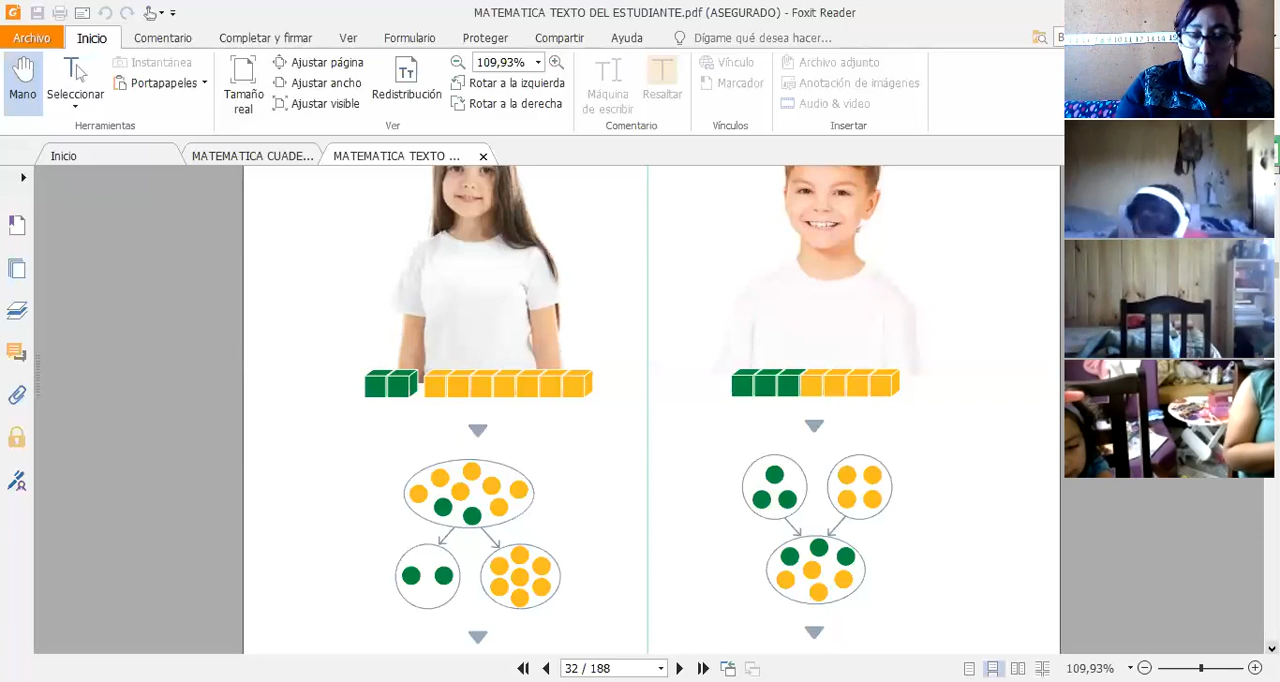 MATEMATICA TEXTO DEL ESTUDIANTE.pdf (ASEGURADO) - Foxit Reader
Archivo Inicio Comentario Completar y firmar Ver Formulario Proteger Compartir Ayuda Dígame qué desea hacer...
Mano
Seleccionar
Instantánea
Portapapeles
Herramientas
Tamaño real
Ajustar página
Ajustar ancho
Ajustar visible
109,93%
Redistribución
Rotar a la izquierda
Rotar a la derecha
Ver
Máquina de escribir
Resaltar
Comentario
Vínculo
Marcador
Vínculos
Archivo adjunto
Anotación de imágenes
Audio & video
Insertar
Inicio MATEMATICA CUADE... MATEMATICA TEXTO ...
32 / 188
109,93%